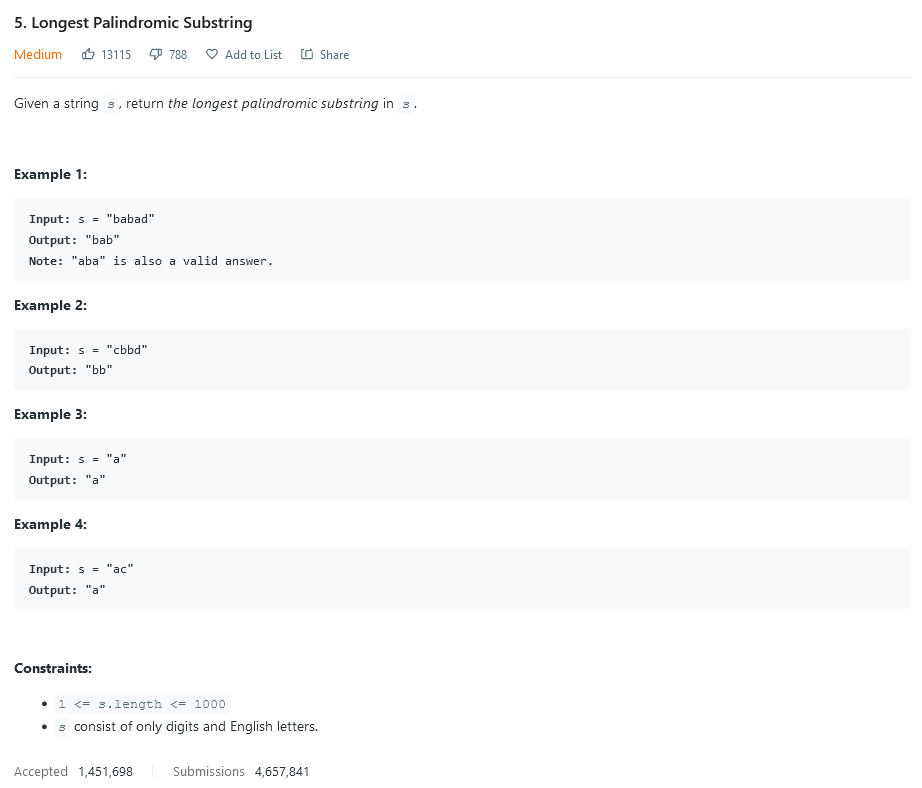 5. Longest Palindromic Substring
Medium 13115 788 Add to List Share
Given a string s, return the longest palindromic substring in s.
Example 1:
Input: s = "babad"
Output: "bab"
Note: "aba" is also a valid answer.
Example 2:
Input: s = "cbbd"
Output: "bb"
Example 3:
Input: s = "a"
Output: "a"
Example 4:
Input: s = "ac"
Output: "a"
Constraints:
• 1 <= s.length <= 1000
• s consist of only digits and English letters.
Accepted 1,451,698 Submissions 4,657,841